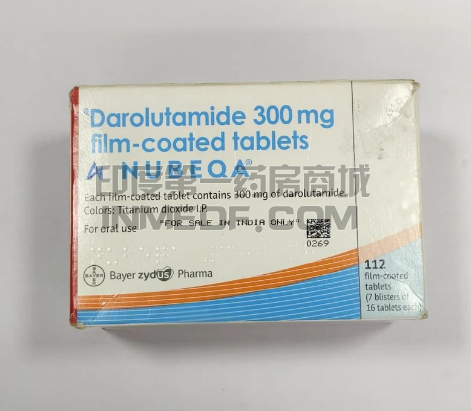 Darolutamide 300 mg
film-coated tablets
NUBEQA®
印度第一药房商城
INMEDF.COM
Each film-coated tablet contains 300 mg of darolutamide.
Colors: Titanium dioxide I.P.
For oral use
"FOR SALE IN INDIA ONLY"
0269
BAYER
Bayer zydus Pharma
112
film-coated
tablets
(7 blisters of
16 tablets each)